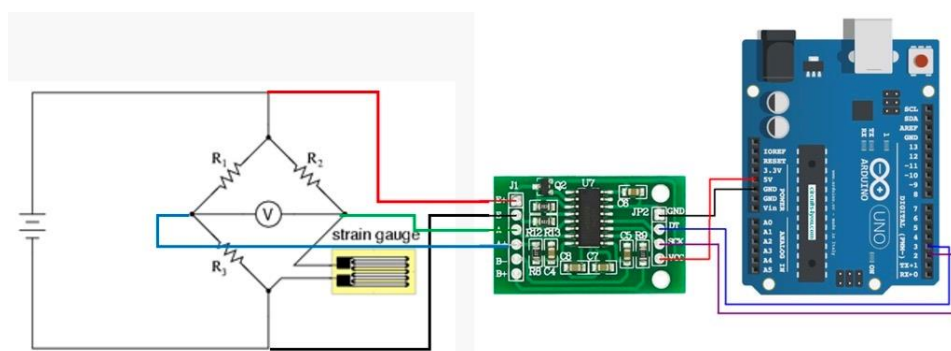 R1
R2
V
R3
strain gauge
J1
E-
A-
A+
B-
B+
Q2
U7
C6
JP2
GND
DT
SCK
VCC
R12
R13
R8
C4
C8
C7
C5
R9
IOREF
RESET
3.3V
5V
GND
GND
Vin
POWER
A0
A1
A2
A3
A4
A5
ANALOG IN
SCL
SDA
AREF
GND
13
12
~11
~10
~9
8
7
~6
~5
4
~3
2
TX→1
RX←0
DIGITAL (PWM~)
TX
RX
ARDUINO
UNO
ON